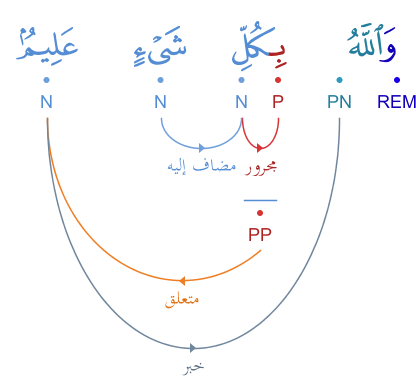 وَٱللَّهُ بِكُلِّ شَىْءٍ عَلِيمٌۢ
REM PN P N N N
مجرور مضاف إليه
PP
متعلق
خبر